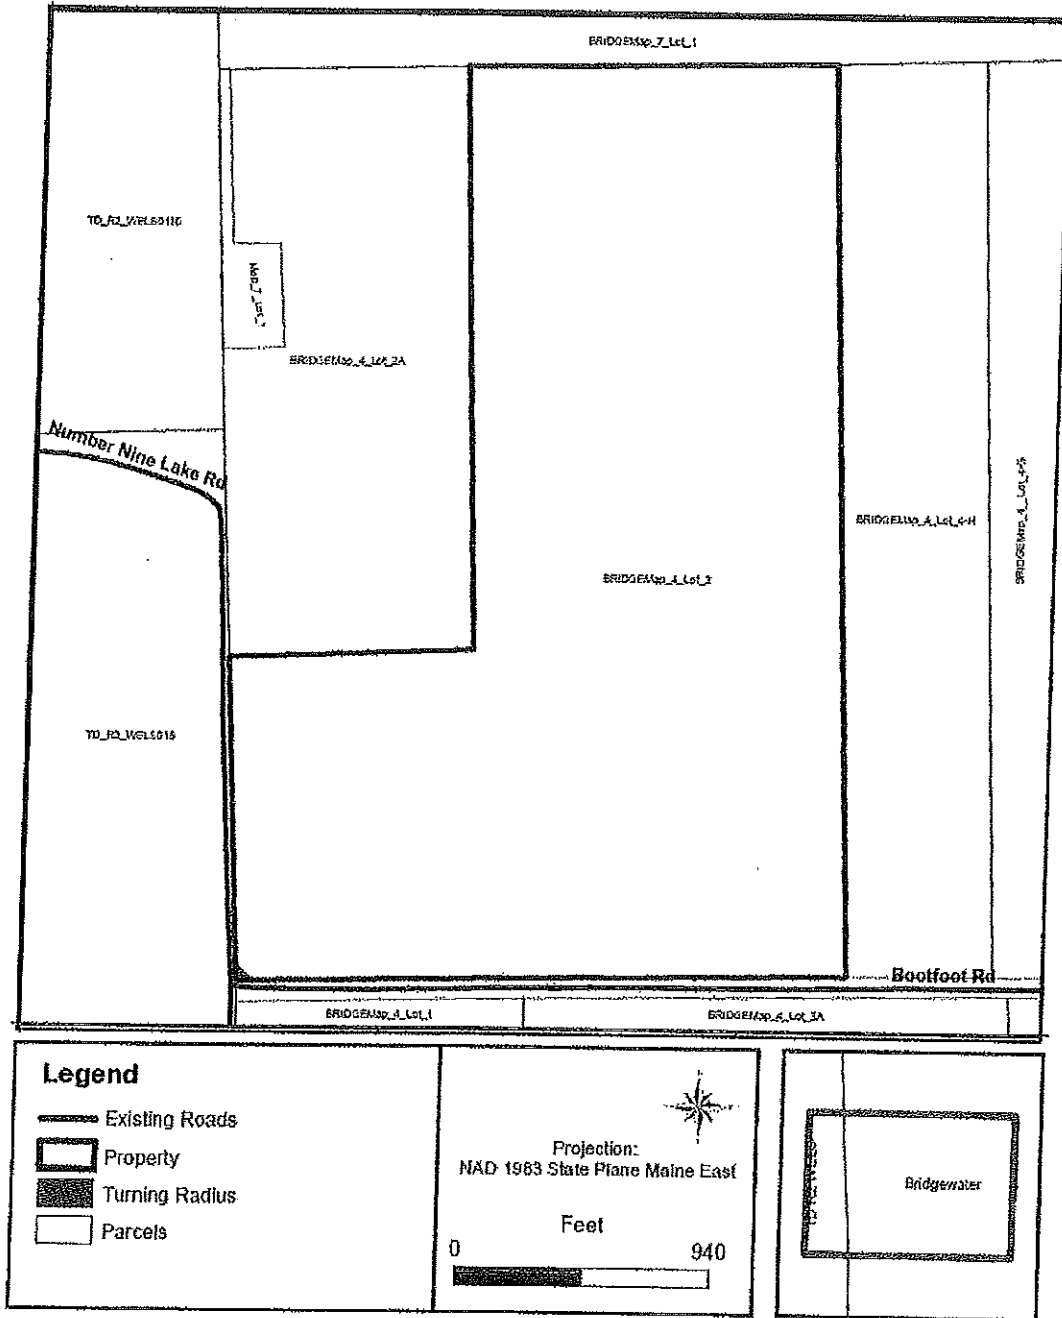 BRIDGEMap_7_Lot_1
BRIDGEMap_4_Lot_2A
Number Nine Lake Rd
BRIDGEMap_4_Lot_4-H
BRIDGEMap_4_Lot_2
Bootfoot Rd
BRIDGEMap_4_Lot_1
BRIDGEMap_4_Lot_3A
Legend
Existing Roads
Property
Turning Radius
Parcels
Projection:
NAD 1983 State Plane Maine East
Feet
0
940
Bridgewater